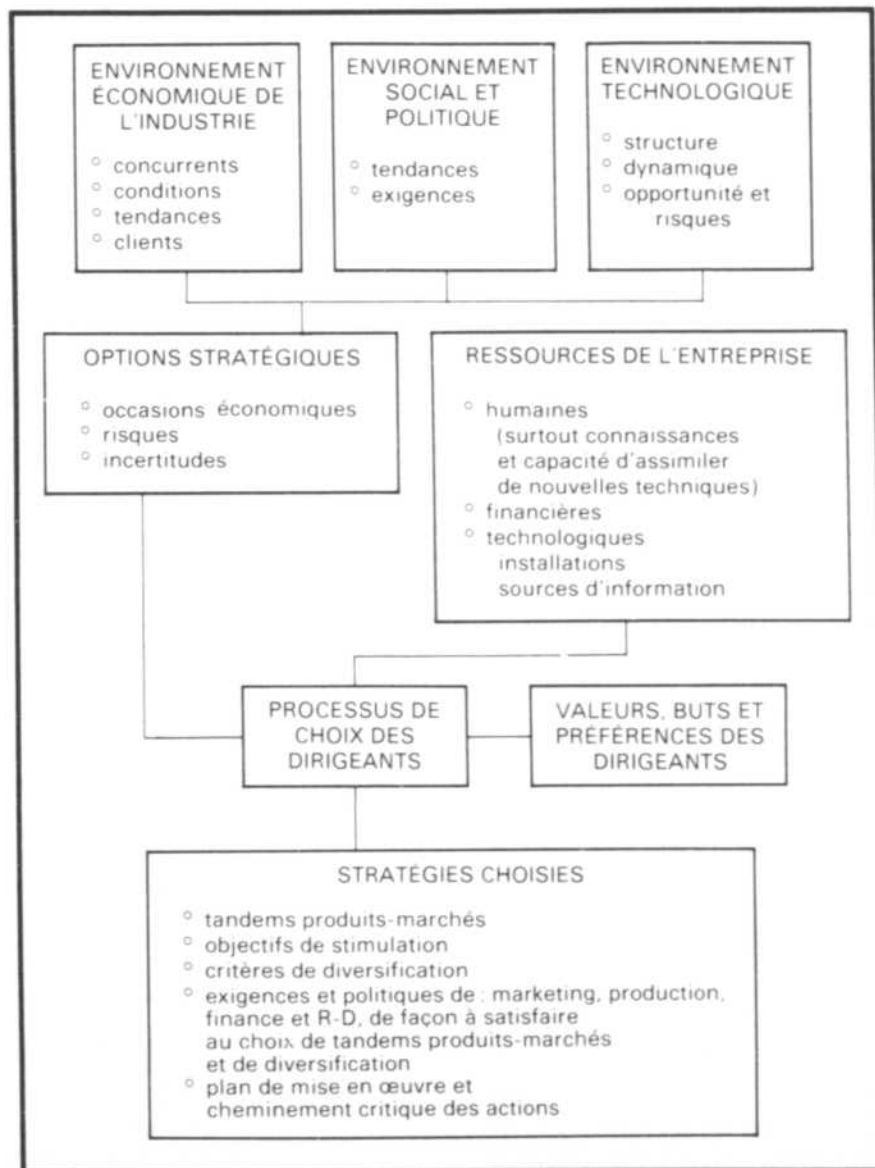 ENVIRONNEMENT
ÉCONOMIQUE DE
L'INDUSTRIE
° concurrents
° conditions
° tendances
° clients
ENVIRONNEMENT
SOCIAL ET
POLITIQUE
° tendances
° exigences
ENVIRONNEMENT
TECHNOLOGIQUE
° structure
° dynamique
° opportunité et
risques
OPTIONS STRATÉGIQUES
° occasions économiques
° risques
° incertitudes
RESSOURCES DE L'ENTREPRISE
° humaines
(surtout connaissances
et capacité d'assimiler
de nouvelles techniques)
° financières
° technologiques
installations
sources d'information
PROCESSUS DE
CHOIX DES
DIRIGEANTS
VALEURS, BUTS ET
PRÉFÉRENCES DES
DIRIGEANTS
STRATÉGIES CHOISIES
° tandems produits-marchés
° objectifs de stimulation
° critères de diversification
° exigences et politiques de : marketing, production,
finance et R-D, de façon à satisfaire
au choix de tandems produits-marchés
et de diversification
° plan de mise en œuvre et
cheminement critique des actions